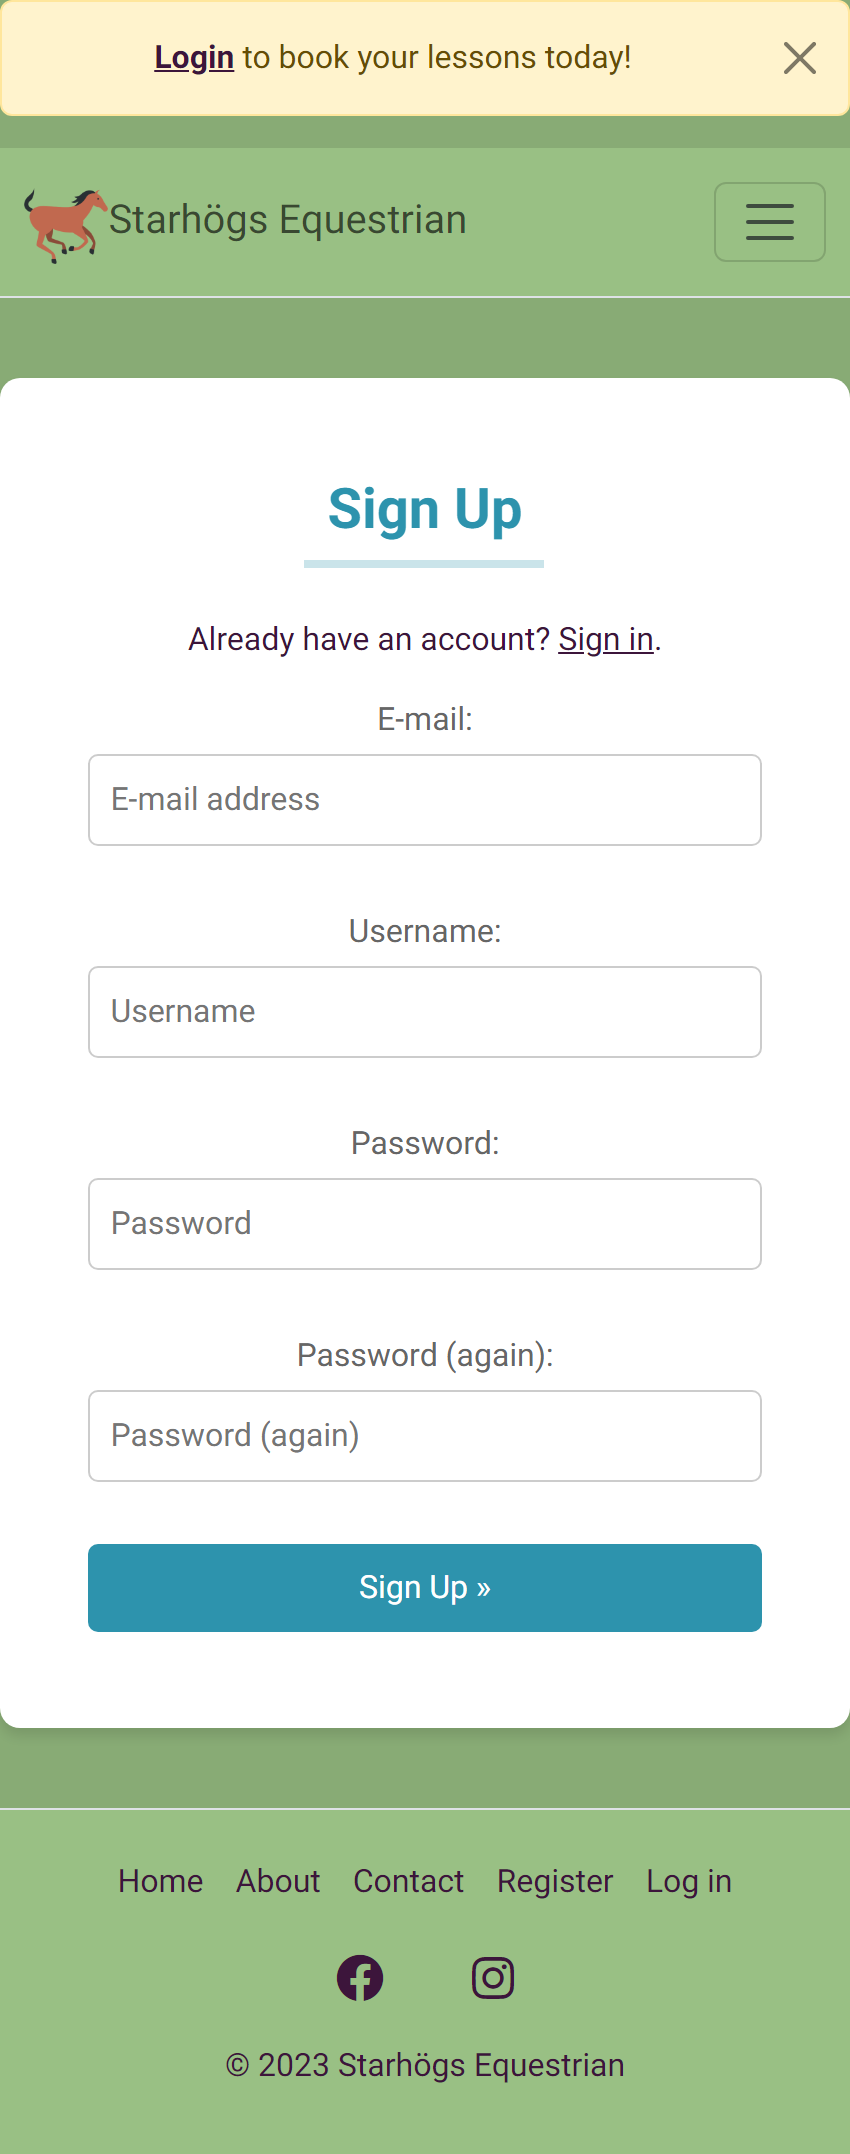 Login to book your lessons today!
Starhögs Equestrian
Sign Up
Already have an account? Sign in.
E-mail:
E-mail address
Username:
Username
Password:
Password
Password (again):
Password (again)
Sign Up »
Home About Contact Register Log in
© 2023 Starhögs Equestrian